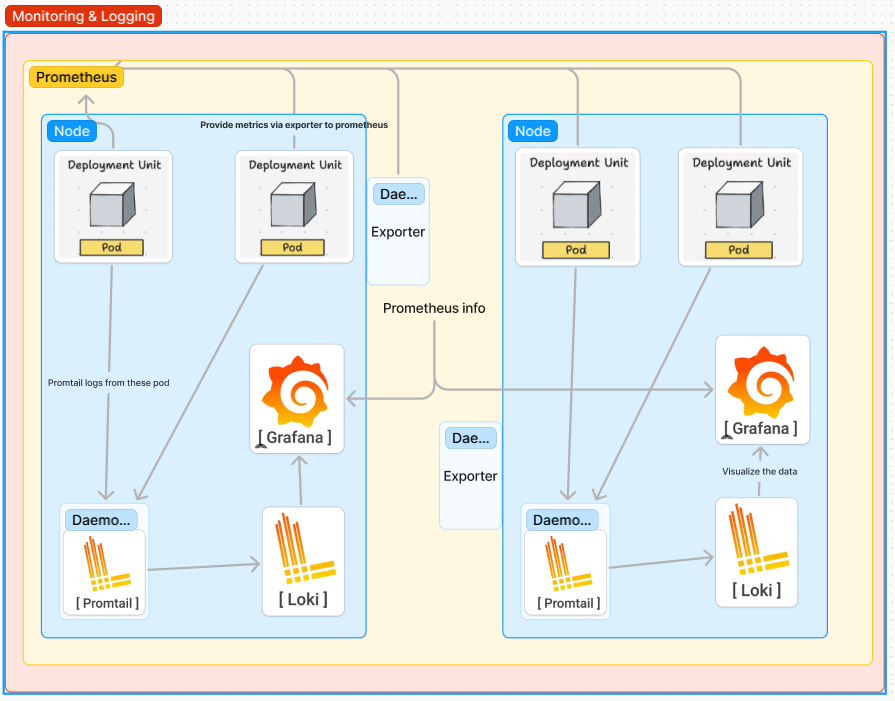 Monitoring & Logging
Prometheus
Node
Provide metrics via exporter to prometheus
Node
Deployment Unit
Pod
Deployment Unit
Pod
Dae...
Exporter
Deployment Unit
Pod
Deployment Unit
Pod
Prometheus info
Promtail logs from these pod
[ Grafana ]
[ Grafana ]
Dae...
Exporter
Visualize the data
Daemo...
[ Promtail ]
[ Loki ]
Daemo...
[ Promtail ]
[ Loki ]